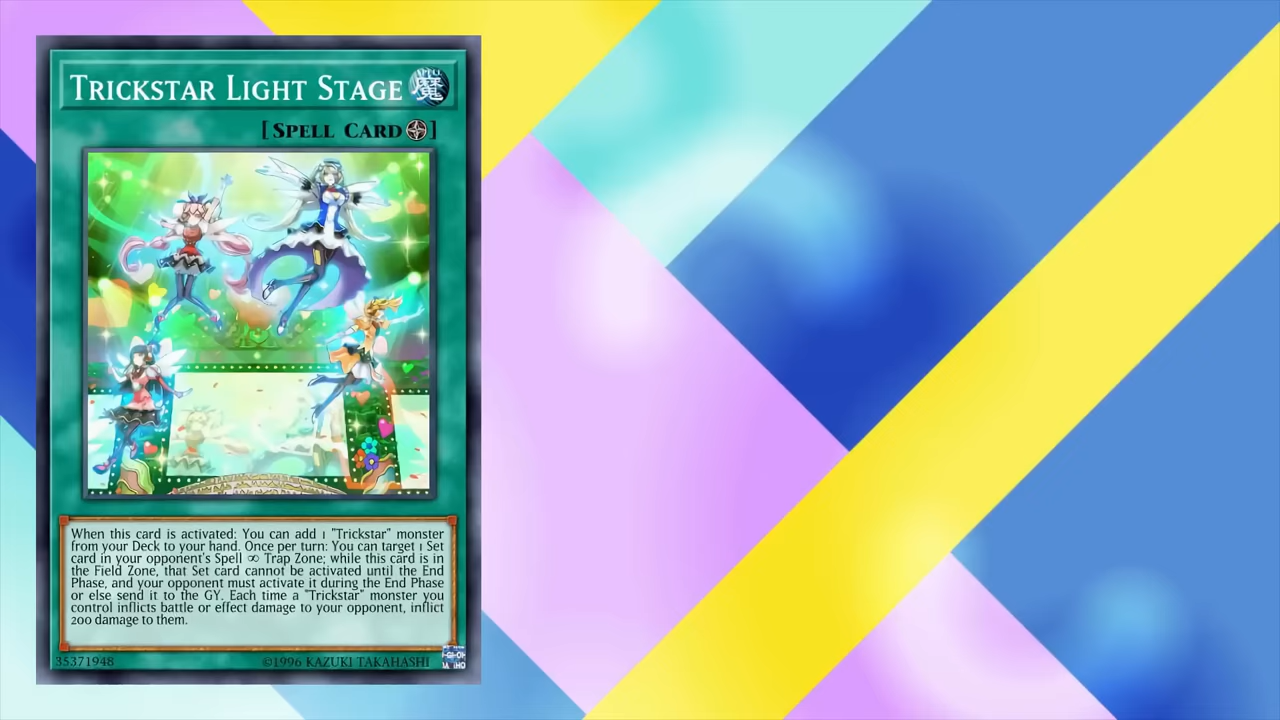 TRICKSTAR LIGHT STAGE 魔
[SPELL CARD]
When this card is activated: You can add 1 "Trickstar" monster
from your Deck to your hand. Once per turn: You can target 1 Set
card in your opponent's Spell & Trap Zone; while this card is in
the Field Zone, that Set card cannot be activated until the End
Phase, and your opponent must activate it during the End Phase
or else send it to the GY. Each time a "Trickstar" monster you
control inflicts battle or effect damage to your opponent, inflict
200 damage to them.
35371948 ©1996 KAZUKI TAKAHASHI